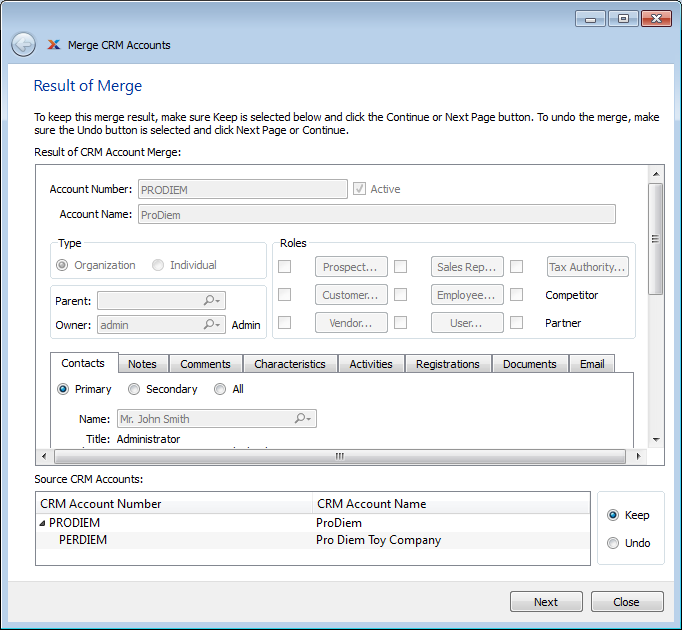 Merge CRM Accounts
Result of Merge
To keep this merge result, make sure Keep is selected below and click the Continue or Next Page button. To undo the merge, make
sure the Undo button is selected and click Next Page or Continue.
Result of CRM Account Merge:
Account Number: PRODIEM Active
Account Name: ProDiem
Type Roles
Organization Individual Prospect... Sales Rep... Tax Authority...
Parent: Customer... Employee... Competitor
Owner: admin Admin Vendor... User... Partner
Contacts Notes Comments Characteristics Activities Registrations Documents Email
Primary Secondary All
Name: Mr. John Smith
Title: Administrator
Source CRM Accounts:
CRM Account Number CRM Account Name
PRODIEM ProDiem Keep
PERDIEM Pro Diem Toy Company Undo
Next Close